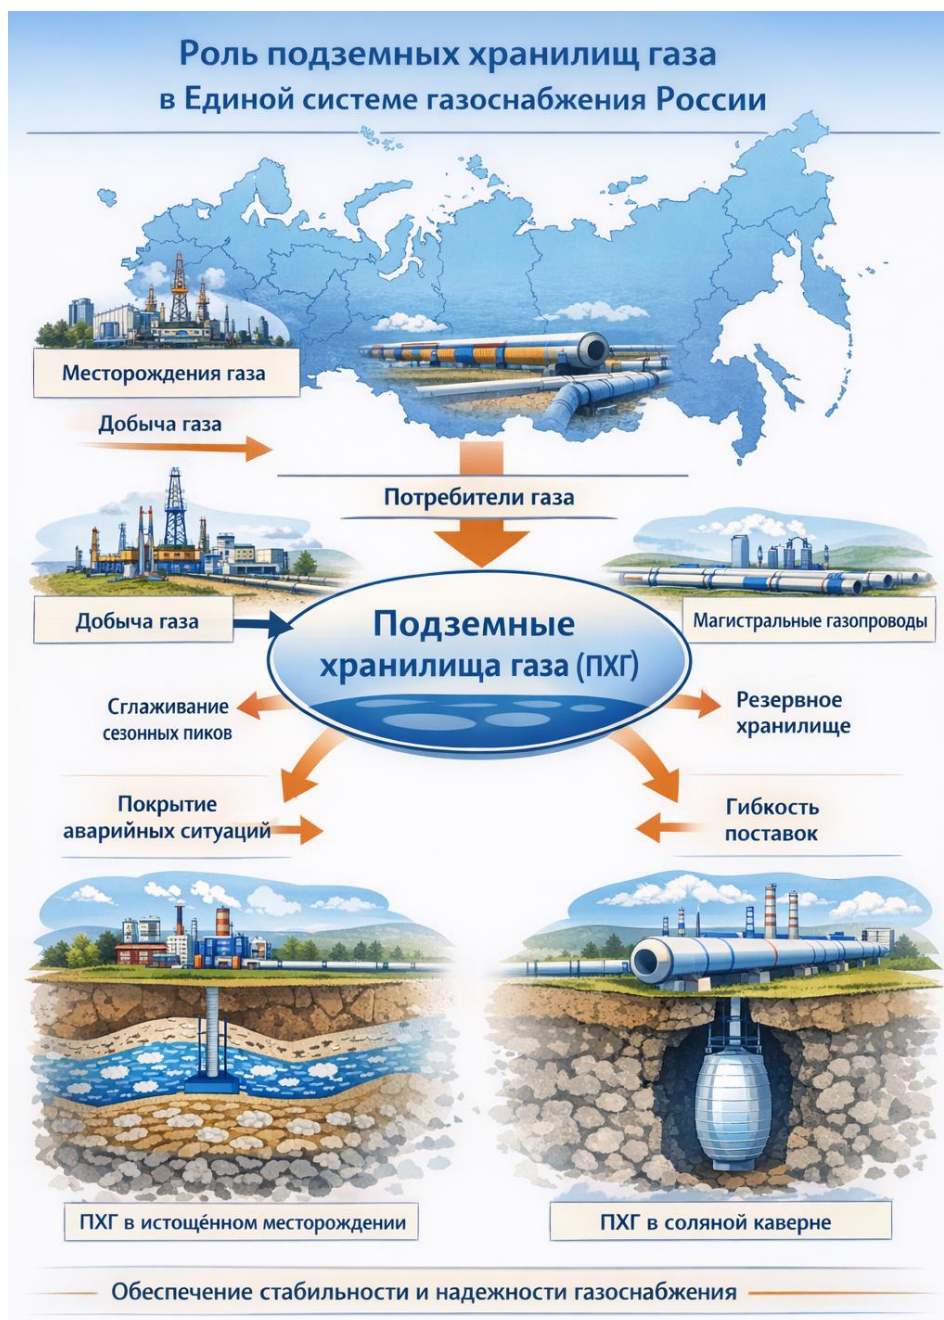 Роль подземных хранилищ газа
в Единой системе газоснабжения России
Месторождения газа
Добыча газа
Потребители газа
Добыча газа
Магистральные газопроводы
Подземные
хранилища газа (ПХГ)
Сглаживание
сезонных пиков
Резервное
хранилище
Покрытие
аварийных ситуаций
Гибкость
поставок
ПХГ в истощённом месторождении
ПХГ в соляной каверне
Обеспечение стабильности и надежности газоснабжения